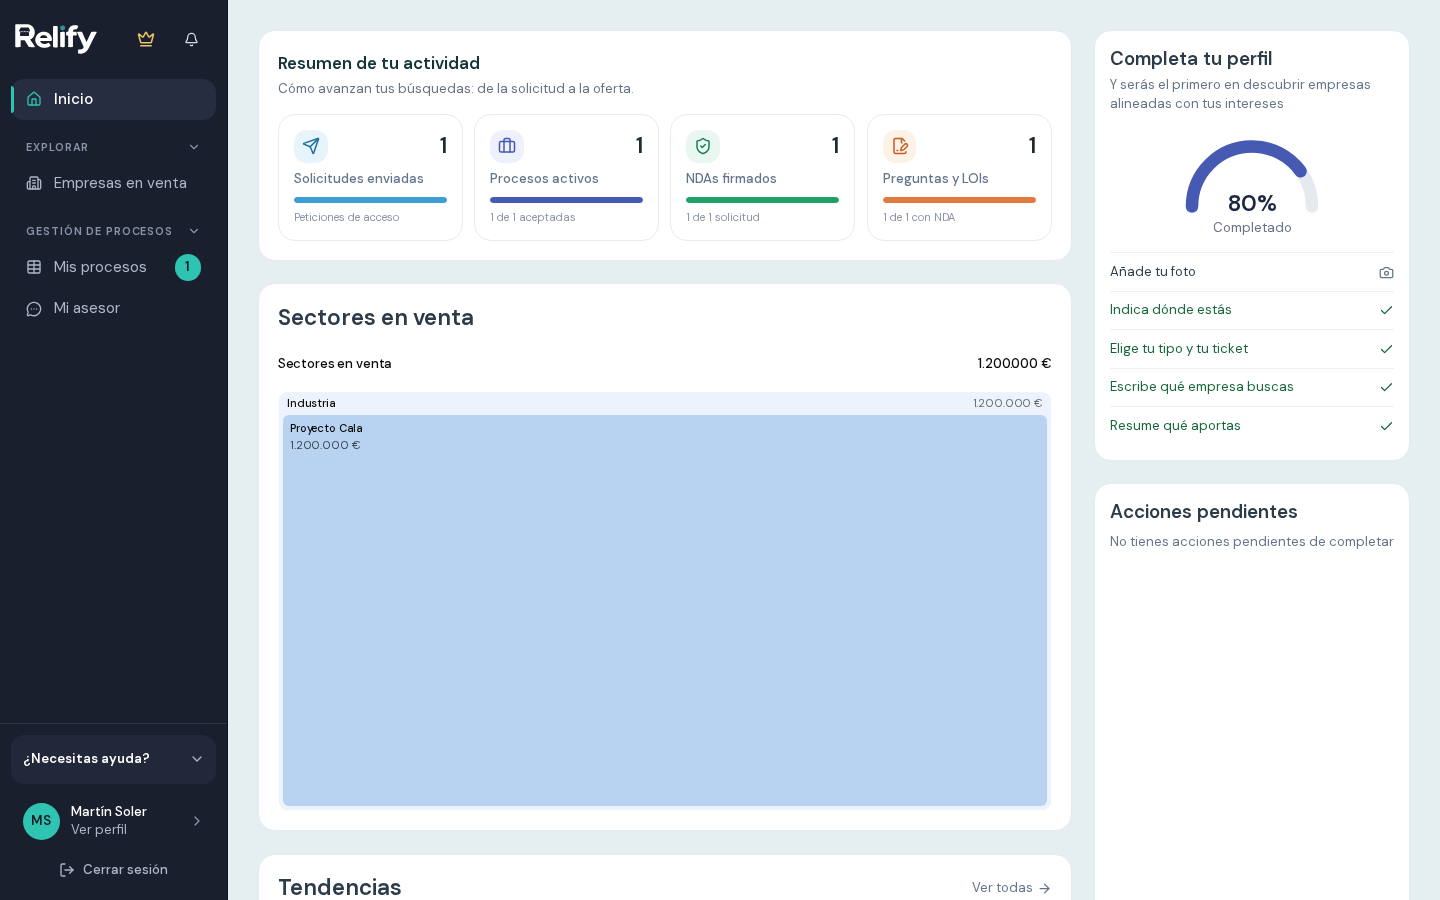 Relify
Inicio
EXPLORAR
Empresas en venta
GESTIÓN DE PROCESOS
Mis procesos
1
Mi asesor
¿Necesitas ayuda?
MS
Martín Soler
Ver perfil
Cerrar sesión
Resumen de tu actividad
Cómo avanzan tus búsquedas: de la solicitud a la oferta.
1
Solicitudes enviadas
Peticiones de acceso
1
Procesos activos
1 de 1 aceptadas
1
NDAs firmados
1 de 1 solicitud
1
Preguntas y LOIs
1 de 1 con NDA
Sectores en venta
Sectores en venta
1.200.000 €
Industria
1.200.000 €
Proyecto Cala
1.200.000 €
Tendencias
Ver todas
Completa tu perfil
Y serás el primero en descubrir empresas
alineadas con tus intereses
80%
Completado
Añade tu foto
Indica dónde estás
Elige tu tipo y tu ticket
Escribe qué empresa buscas
Resume qué aportas
Acciones pendientes
No tienes acciones pendientes de completar